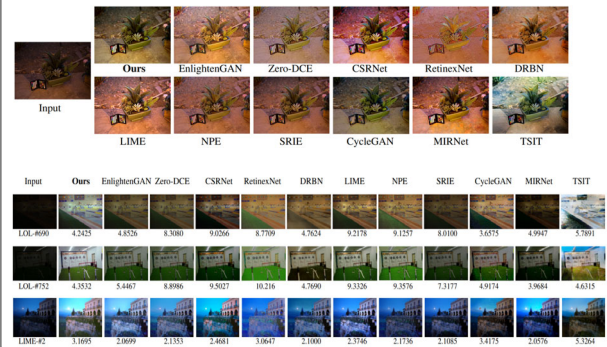 Ours EnlightenGAN Zero-DCE CSRNet RetinexNet DRBN
Input
LIME NPE SRIE CycleGAN MIRNet TSIT
Input Ours EnlightenGAN Zero-DCE CSRNet RetinexNet DRBN LIME NPE SRIE CycleGAN MIRNet TSIT
LOL-#690 4.2425 4.8526 8.3080 9.0266 8.7709 4.7624 9.2178 9.1257 8.0100 3.6575 4.9947 5.7891
LOL-#752 4.3532 5.4467 8.8986 9.5027 10.216 4.7690 9.3326 9.3576 7.3177 4.9174 3.9684 4.6315
LIME-#2 3.1695 2.0699 2.1353 2.4681 3.0647 2.1000 2.3746 2.1736 2.1085 3.4175 2.0576 5.3264